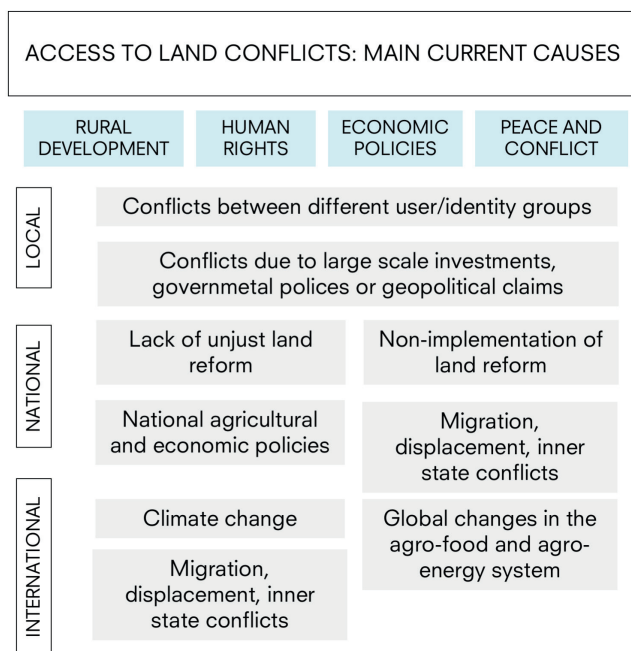 ACCESS TO LAND CONFLICTS: MAIN CURRENT CAUSES
RURAL
DEVELOPMENT
HUMAN
RIGHTS
ECONOMIC
POLICIES
PEACE AND
CONFLICT
LOCAL
Conflicts between different user/identity groups
Conflicts due to large scale investments,
governmetal polices or geopolitical claims
NATIONAL
Lack of unjust land
reform
Non-implementation of
land reform
National agricultural
and economic policies
Migration,
displacement, inner
state conflicts
INTERNATIONAL
Climate change
Global changes in the
agro-food and agro-
energy system
Migration,
displacement, inner
state conflicts